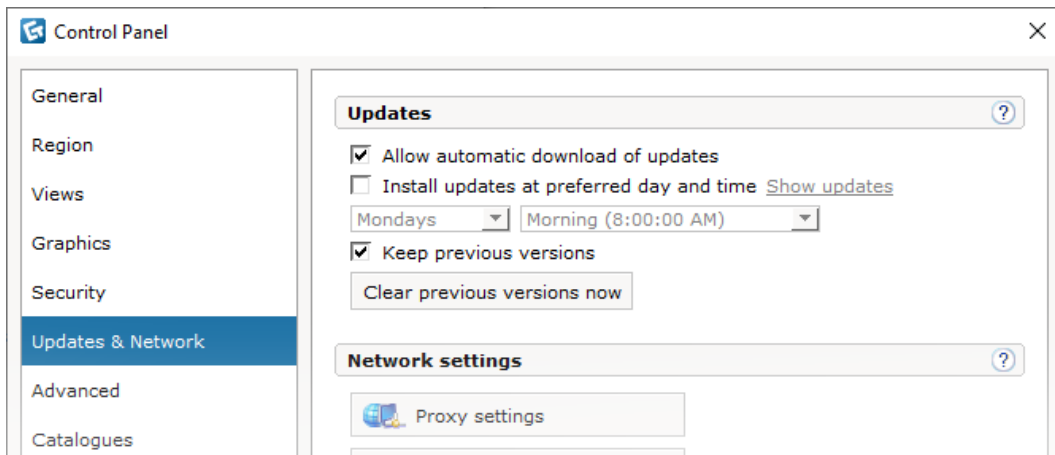 Control Panel
General
Region
Views
Graphics
Security
Updates & Network
Advanced
Catalogues
Updates
?
Allow automatic download of updates
Install updates at preferred day and time Show updates
Mondays Morning (8:00:00 AM)
Keep previous versions
Clear previous versions now
Network settings
?
Proxy settings